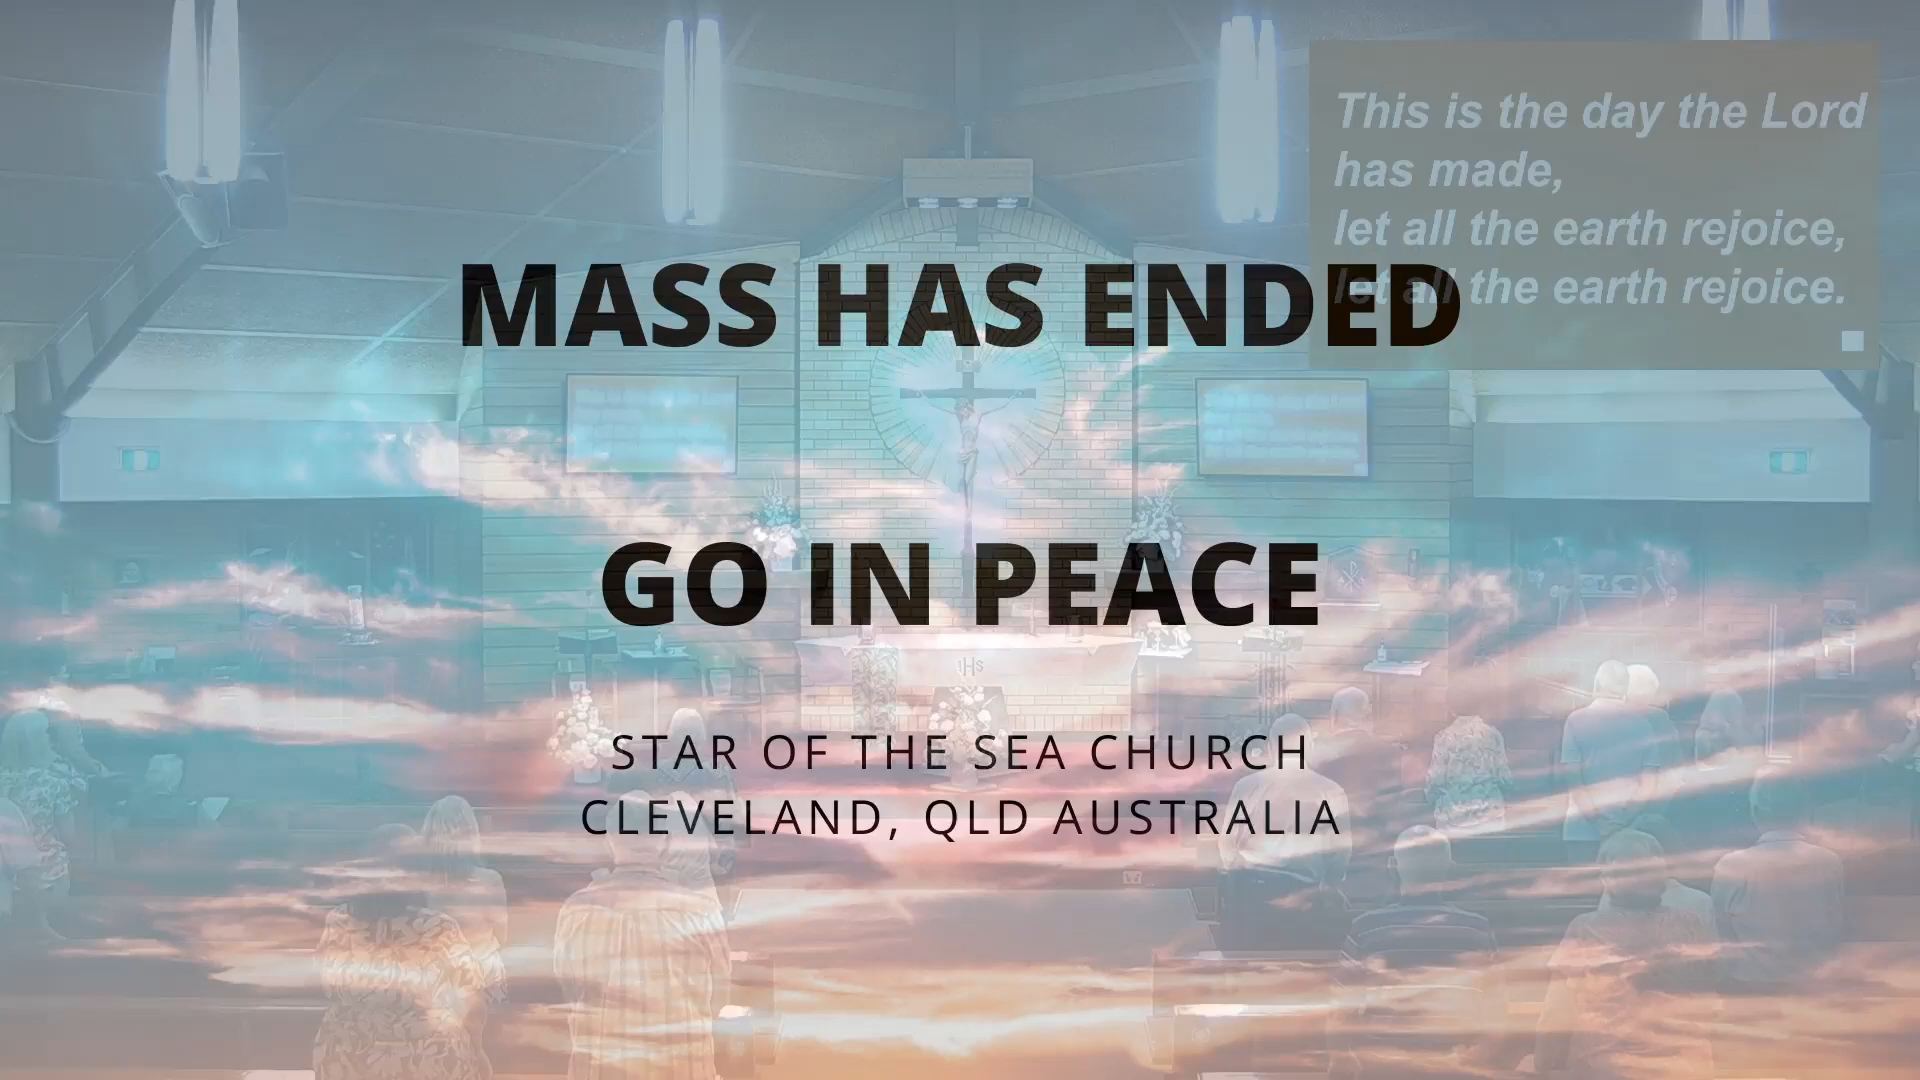 This is the day the Lord
has made,
let all the earth rejoice,
let all the earth rejoice.
MASS HAS ENDED
GO IN PEACE
IHS
STAR OF THE SEA CHURCH
CLEVELAND, QLD AUSTRALIA